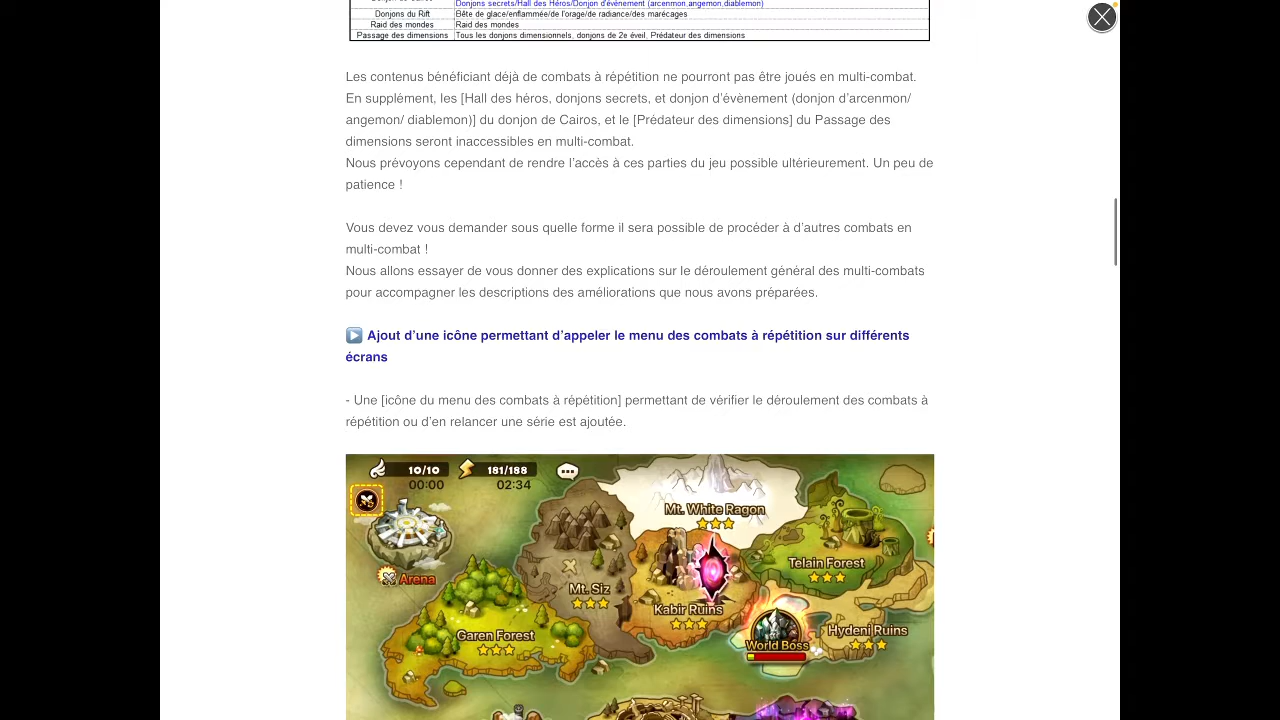 Donjons secrets/Hall des Héros/Donjon d'évènement (arcenmon,angemon,diablemon)
Donjons du Rift Bête de glace/enflammée/de l'orage/de radiance/des marécages
Raid des mondes Raid des mondes
Passage des dimensions Tous les donjons dimensionnels, donjons de 2e éveil, Prédateur des dimensions
Les contenus bénéficiant déjà de combats à répétition ne pourront pas être joués en multi-combat.
En supplément, les [Hall des héros, donjons secrets, et donjon d’évènement (donjon d’arcenmon/
angemon/ diablemon)] du donjon de Cairos, et le [Prédateur des dimensions] du Passage des
dimensions seront inaccessibles en multi-combat.
Nous prévoyons cependant de rendre l’accès à ces parties du jeu possible ultérieurement. Un peu de
patience !
Vous devez vous demander sous quelle forme il sera possible de procéder à d’autres combats en
multi-combat !
Nous allons essayer de vous donner des explications sur le déroulement général des multi-combats
pour accompagner les descriptions des améliorations que nous avons préparées.
Ajout d’une icône permettant d’appeler le menu des combats à répétition sur différents
écrans
- Une [icône du menu des combats à répétition] permettant de vérifier le déroulement des combats à
répétition ou d’en relancer une série est ajoutée.
10/10 181/188
00:00 02:34
Mt. White Ragon
Telain Forest
Arena
Mt. Siz
Kabir Ruins
Hydeni Ruins
Garen Forest
World Boss